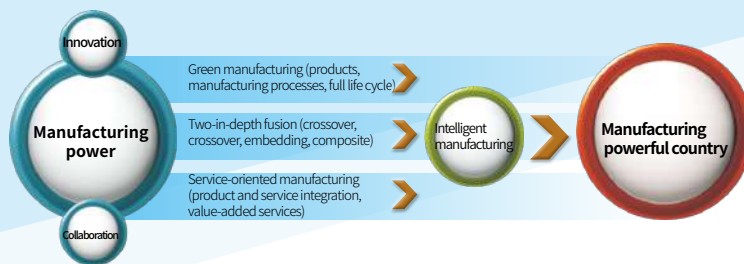 Innovation
Manufacturing
power
Collaboration
Green manufacturing (products,
manufacturing processes, full life cycle)
Two-in-depth fusion (crossover,
crossover, embedding, composite)
Service-oriented manufacturing
(product and service integration,
value-added services)
Intelligent
manufacturing
Manufacturing
powerful country